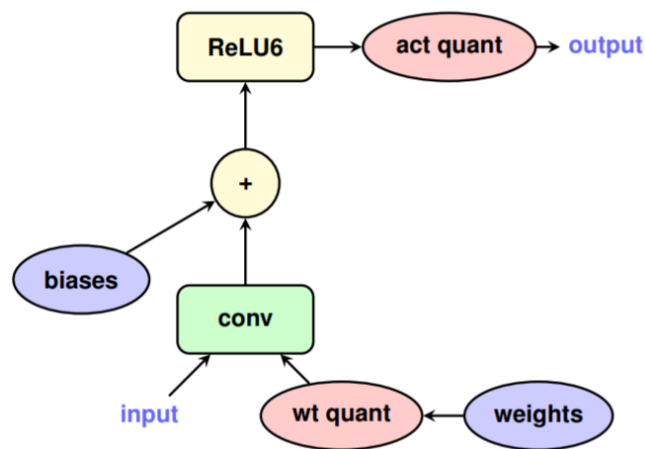 ReLU6
act quant
output
+
biases
conv
input
wt quant
weights